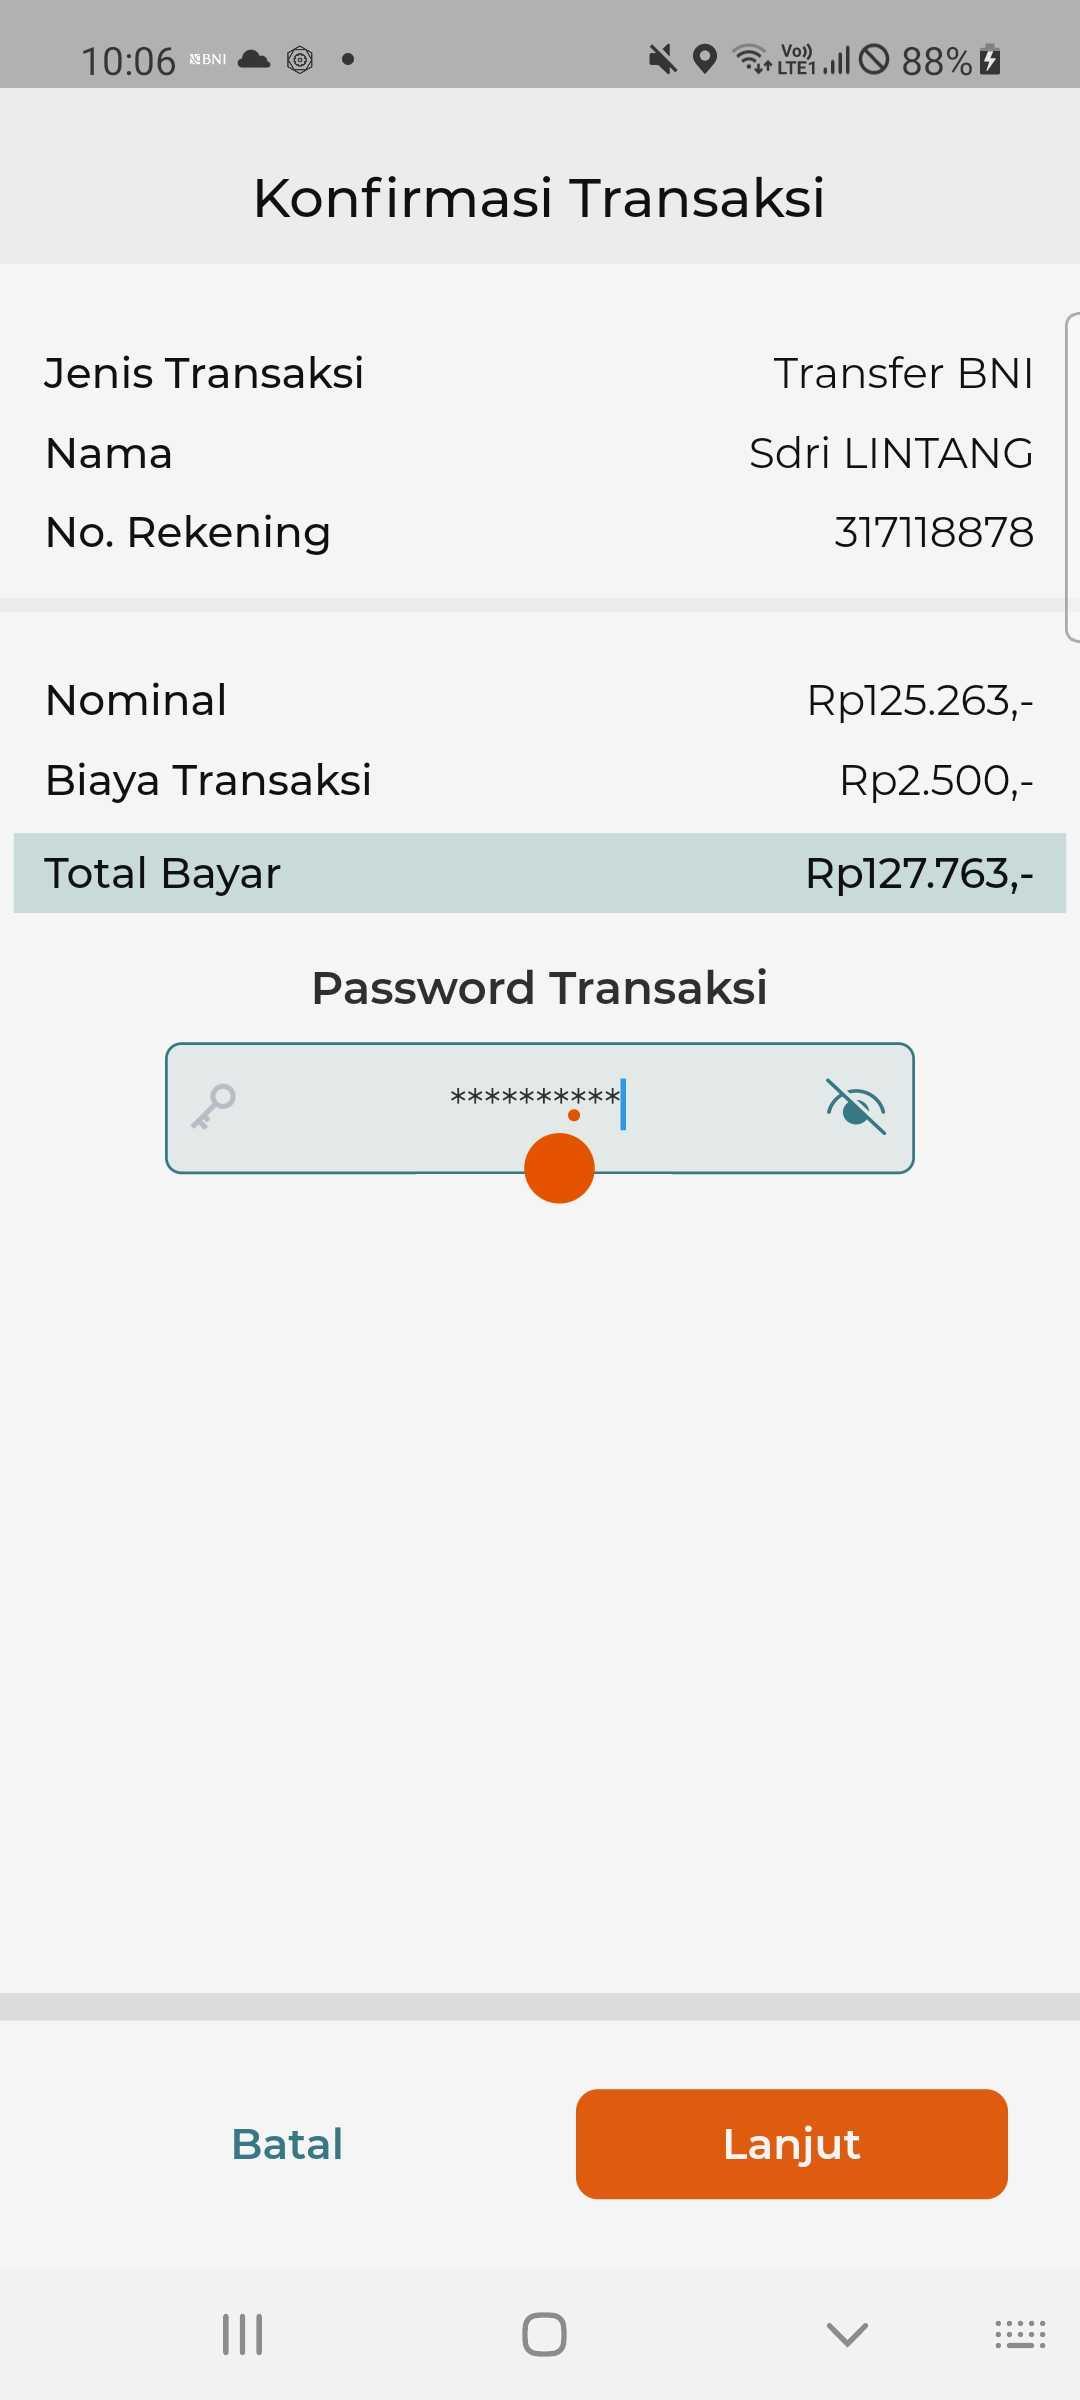 10:06 BNI Vo)) LTE1 88%
Konfirmasi Transaksi
Jenis Transaksi Transfer BNI
Nama Sdri LINTANG
No. Rekening 317118878
Nominal Rp125.263,-
Biaya Transaksi Rp2.500,-
Total Bayar Rp127.763,-
Password Transaksi
**********
Batal Lanjut